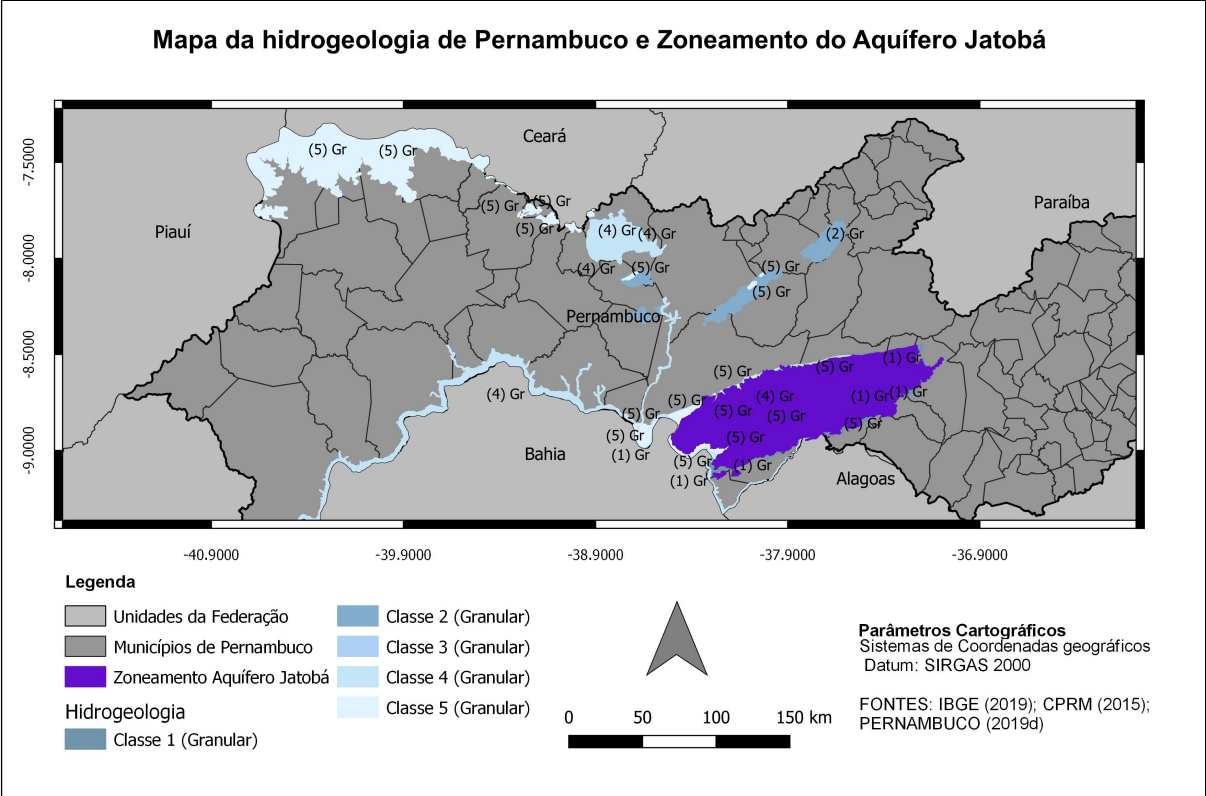 Mapa da hidrogeologia de Pernambuco e Zoneamento do Aquífero Jatobá
Ceará
(5) Gr
(5) Gr
Paraíba
(5) Gr
(5) Gr
Piauí
(5) Gr
(4) Gr
(4) Gr
(2) Gr
(4) Gr
(5) Gr
(5) Gr
(5) Gr
Pernambuco
(1) Gr
(5) Gr
(5) Gr
(4) Gr
(4) Gr
(1) Gr
(1) Gr
(5) Gr
(5) Gr
(5) Gr
(5) Gr
(5) Gr
(5) Gr
(5) Gr
(1) Gr
Bahia
(5) Gr
(1) Gr
(1) Gr
Alagoas
-7.5000
-8.0000
-8.5000
-9.0000
-40.9000
-39.9000
-38.9000
-37.9000
-36.9000
Legenda
Unidades da Federação
Municípios de Pernambuco
Zoneamento Aquífero Jatobá
Hidrogeologia
Classe 1 (Granular)
Classe 2 (Granular)
Classe 3 (Granular)
Classe 4 (Granular)
Classe 5 (Granular)
0 50 100 150 km
Parâmetros Cartográficos
Sistemas de Coordenadas geográficos
Datum: SIRGAS 2000
FONTES: IBGE (2019); CPRM (2015);
PERNAMBUCO (2019d)